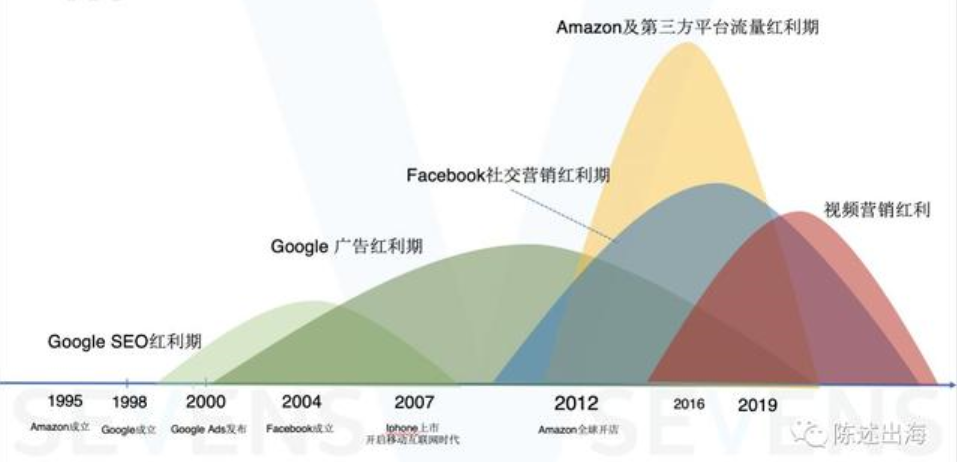 Amazon及第三方平台流量红利期
Facebook社交营销红利期
视频营销红利
Google 广告红利期
Google SEO红利期
1995
1998
2000
2004
2007
2012
2016
2019
Amazon成立
Google成立
Google Ads发布
Facebook成立
Iphone上市
开启移动互联网时代
Amazon全球开店
SEVENS
SEVENS
陈述出海